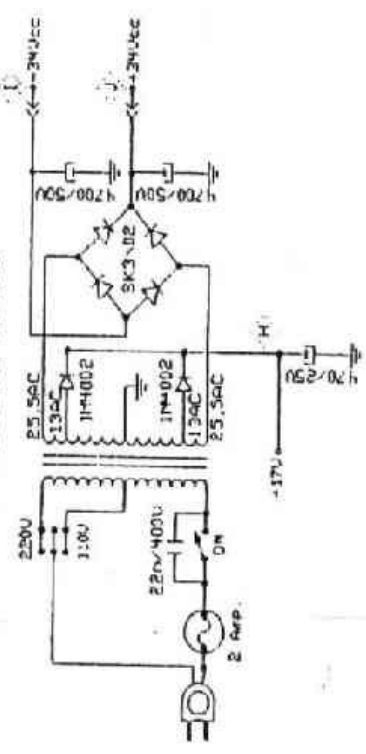 220V
110V
22n/400V
ON
2 AMP.
25,5AC
13AC
1N4002
1N4002
13AC
25,5AC
SK3/02
4700/50V
4700/50V
-34Vcc
+34Vcc
"H"
+17V
470/25V